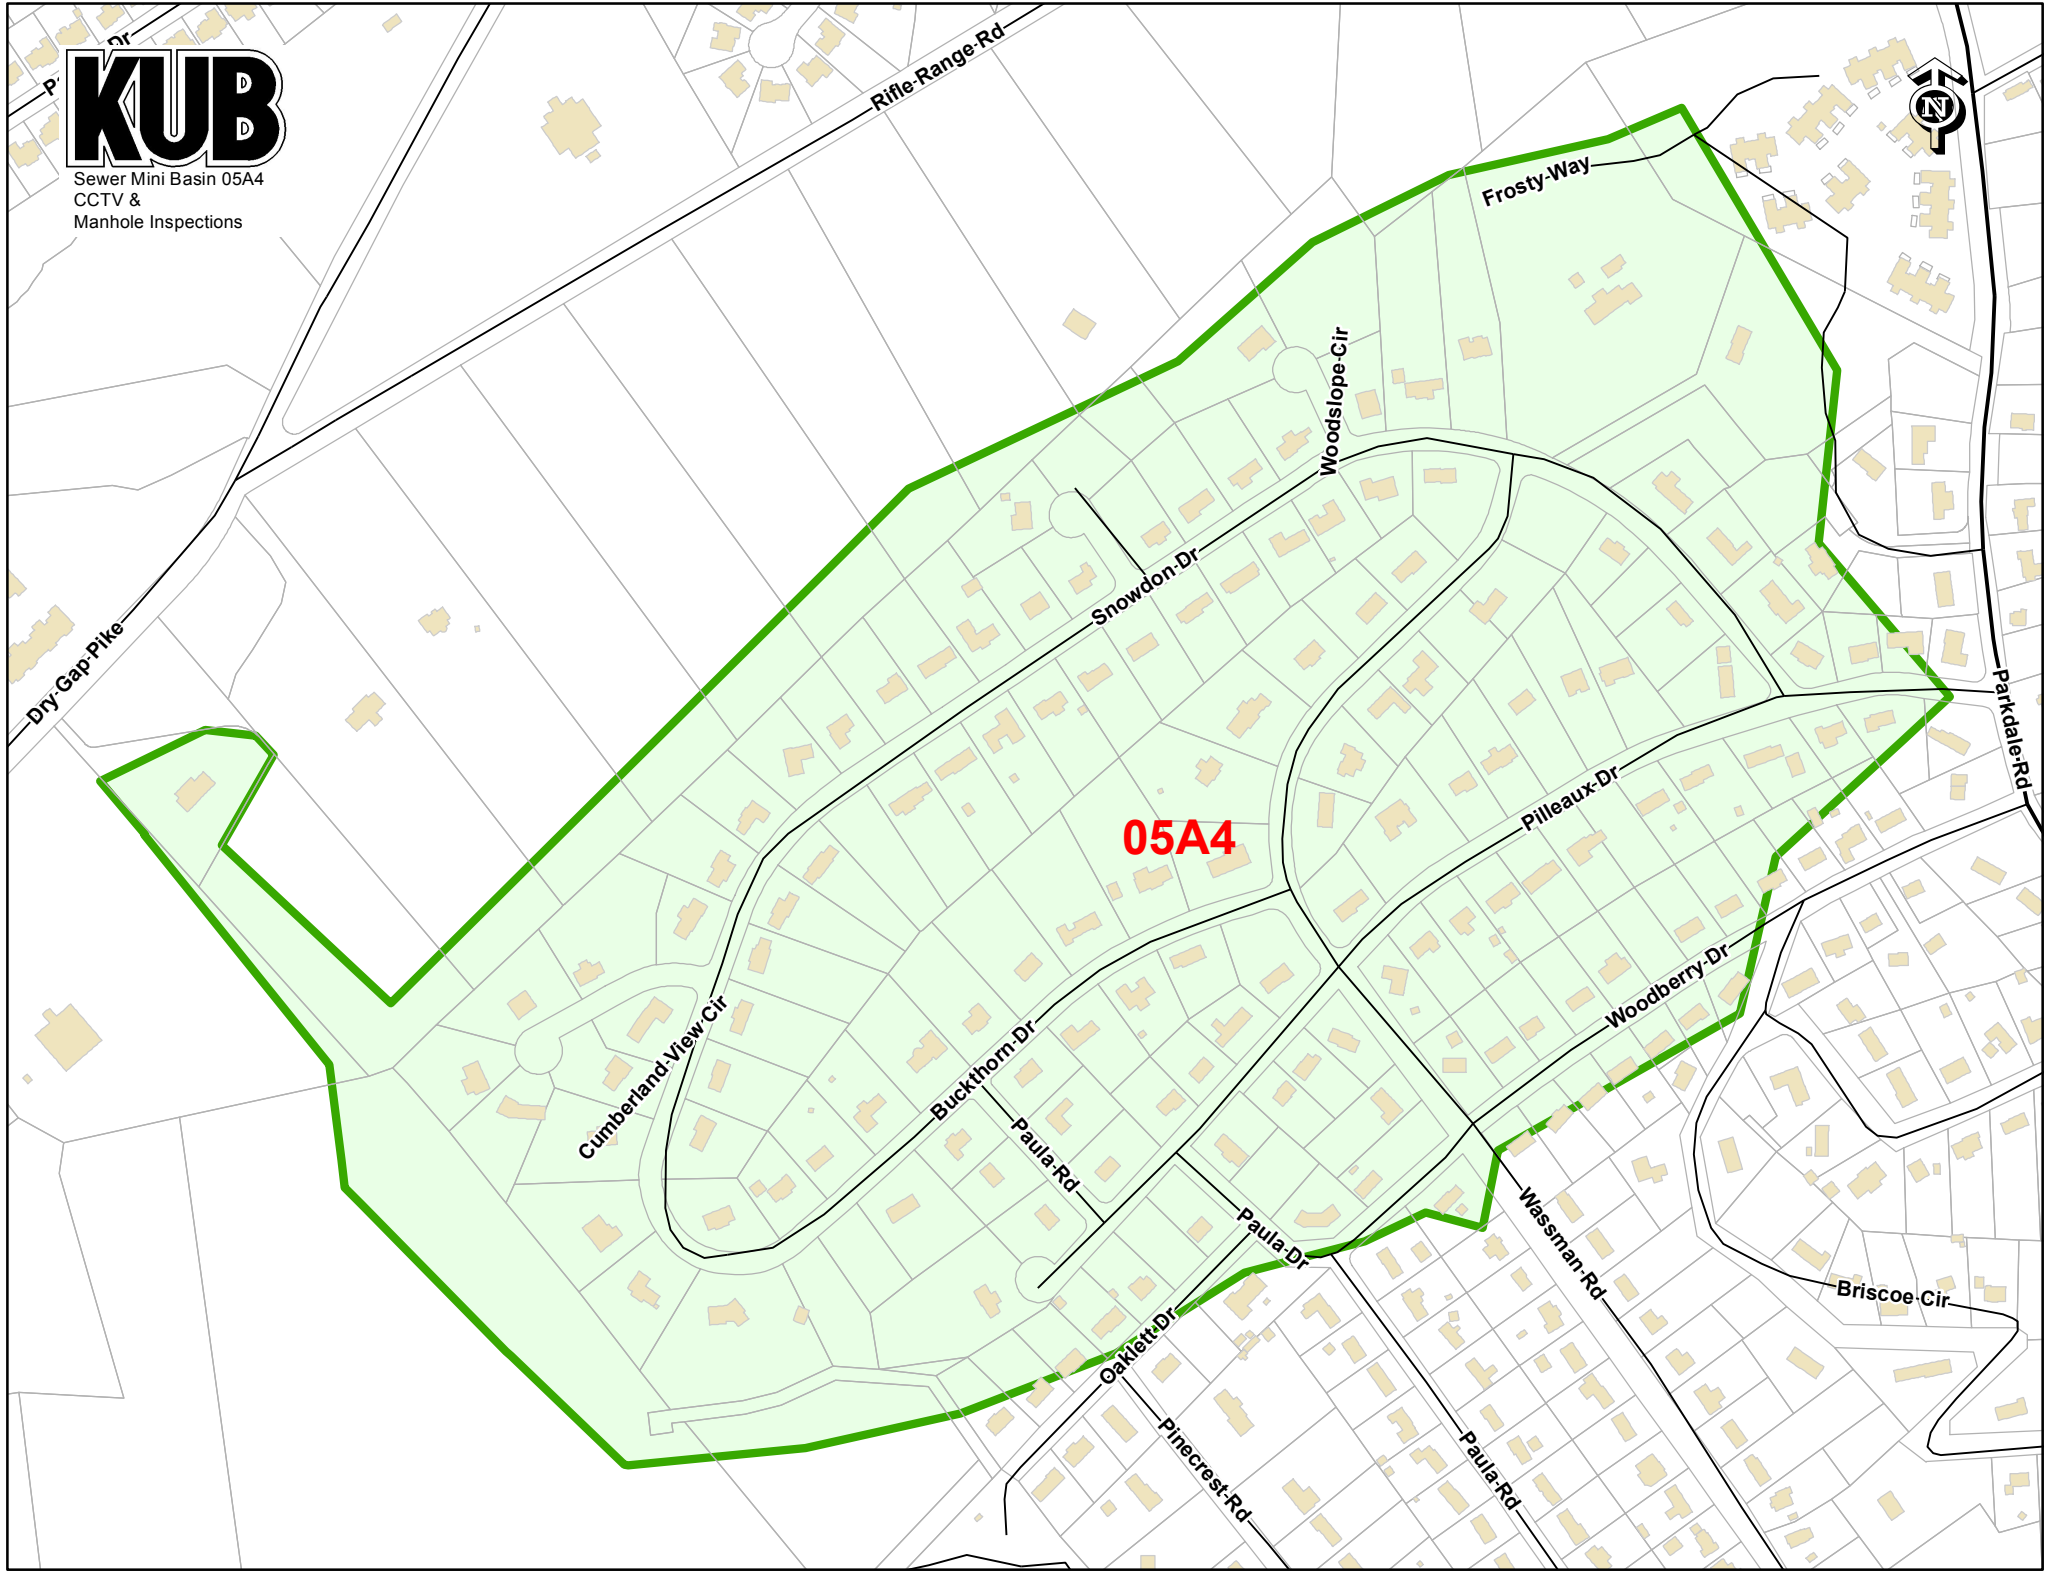 KUB
Sewer Mini Basin 05A4
CCTV &
Manhole Inspections
Dr
Rifle-Range-Rd
N
Frosty-Way
Woodslope-Cir
Snowdon-Dr
Dry-Gap-Pike
Parkdale-Rd
05A4
Pilleaux-Dr
Woodberry-Dr
Cumberland-View-Cir
Buckthorn-Dr
Paula-Rd
Paula-Dr
Wassman-Rd
Briscoe-Cir
Oaklett-Dr
Pinecrest-Rd
Paula-Rd